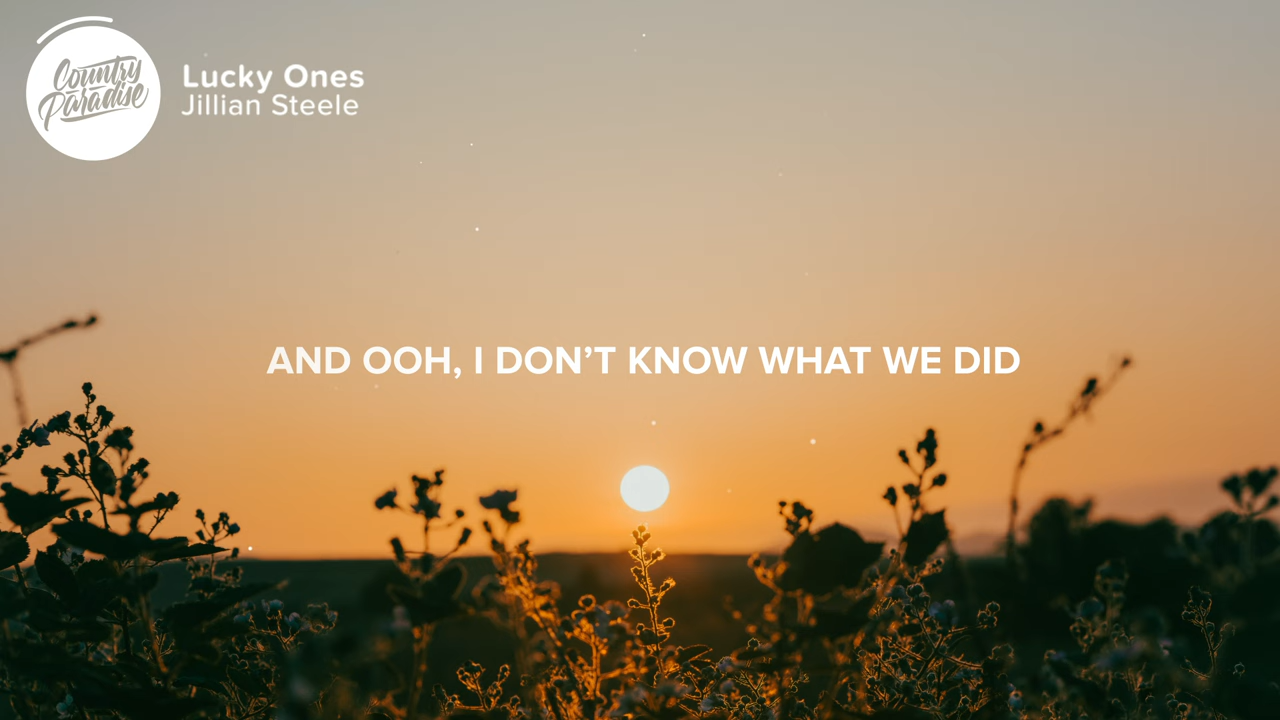 Country
Paradise
Lucky Ones
Jillian Steele
AND OOH, I DON’T KNOW WHAT WE DID